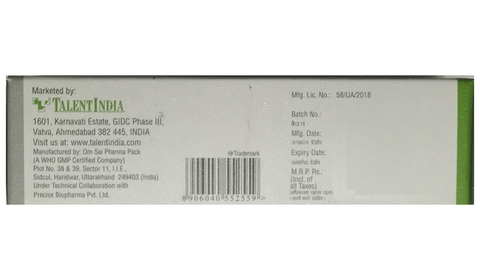 Marketed by:
TALENTINDIA
1601, Karnavati Estate, GIDC Phase III,
Vatva, Ahmedabad 382 445, INDIA
Visit us at: www.talentindia.com
Manufactured by: Om Sai Pharma Pack
(A WHO GMP Certified Company)
Plot No. 38 & 39, Sector 11, I.I.E.,
Sidcul, Haridwar, Uttarakhand 249403 (India)
Under Technical Collaboration with
Precise Biopharma Pvt. Ltd.
®Trademark
8906040 552559
Mfg. Lic. No.: 58/UA/2018
Batch No.:
Mfg. Date:
Expiry Date:
M.R.P. Rs.
(Incl. of
all Taxes)